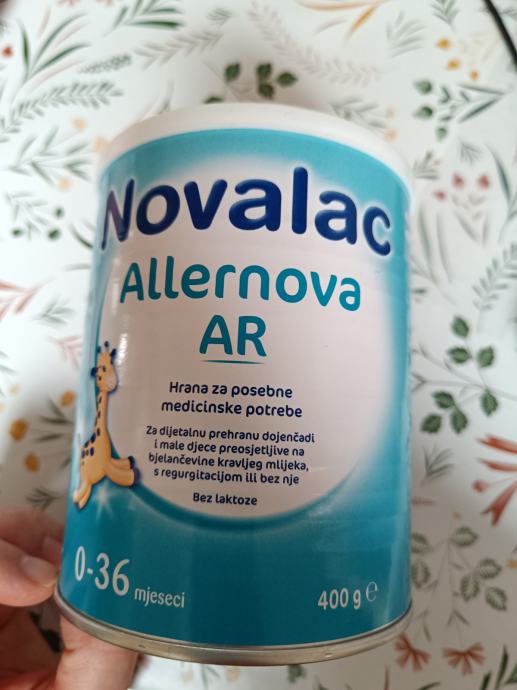 Novalac
Allernova
AR
Hrana za posebne
medicinske potrebe
Za dijetalnu prehranu dojenčadi
i male djece preosjetljive na
bjelančevine kravljeg mlijeka,
s regurgitacijom ili bez nje
Bez laktoze
0-36 mjeseci
400 g e